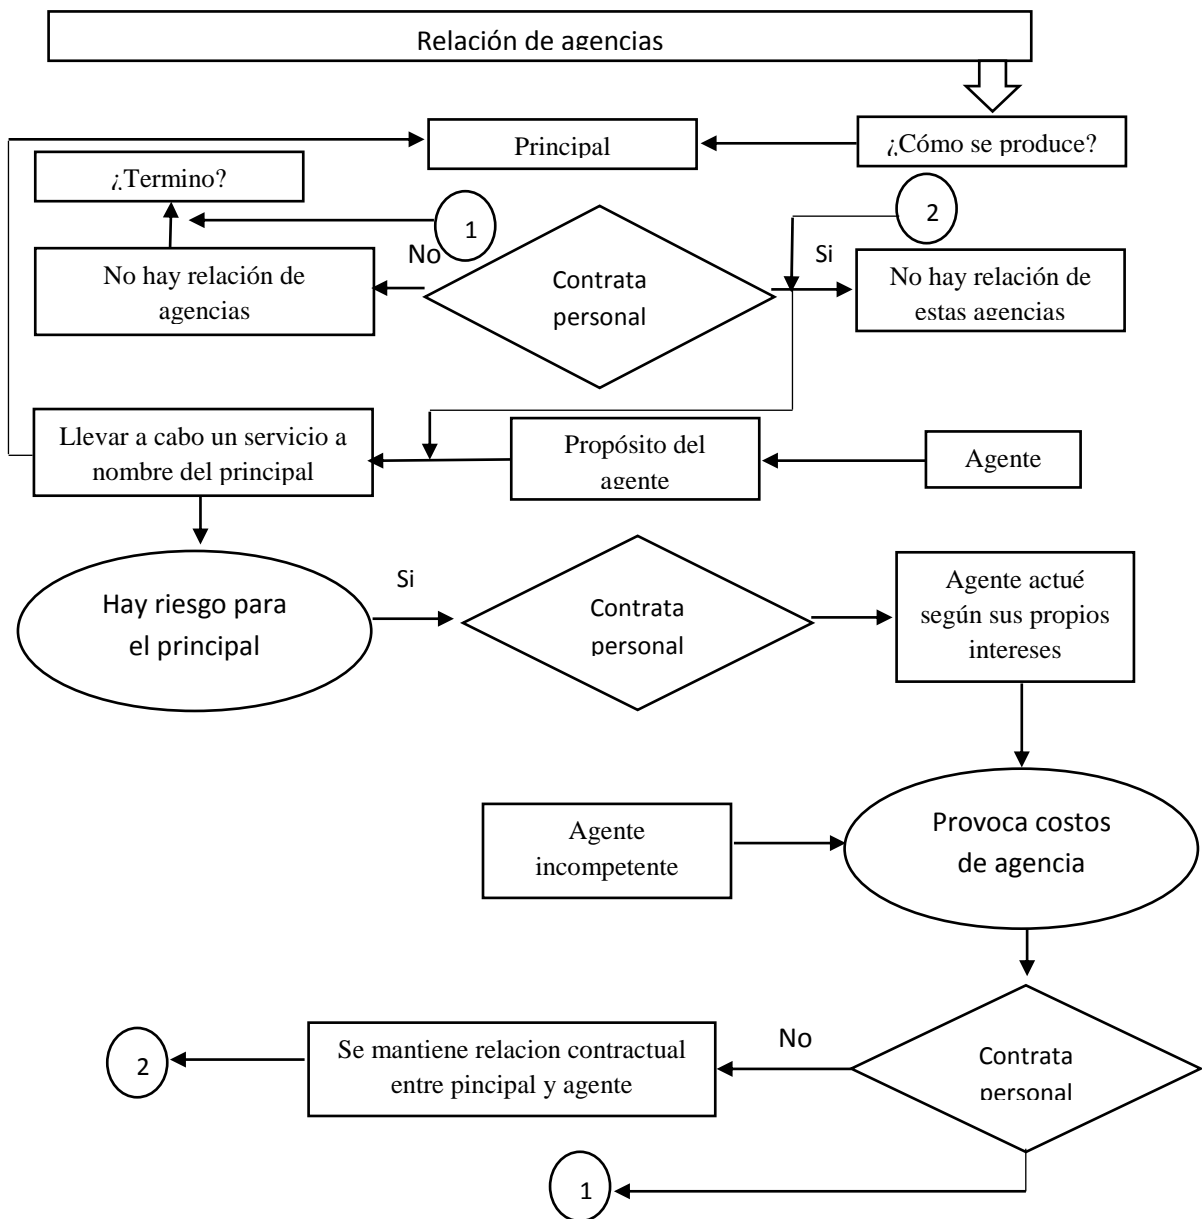 Relación de agencias
Principal
¿Cómo se produce?
¿Termino?
1
2
No
Si
No hay relación de
agencias
Contrata
personal
No hay relación de
estas agencias
Llevar a cabo un servicio a
nombre del principal
Propósito del
agente
Agente
Hay riesgo para
el principal
Si
Contrata
personal
Agente actué
según sus propios
intereses
Agente
incompetente
Provoca costos
de agencia
2
Se mantiene relacion contractual
entre pincipal y agente
No
Contrata
personal
1